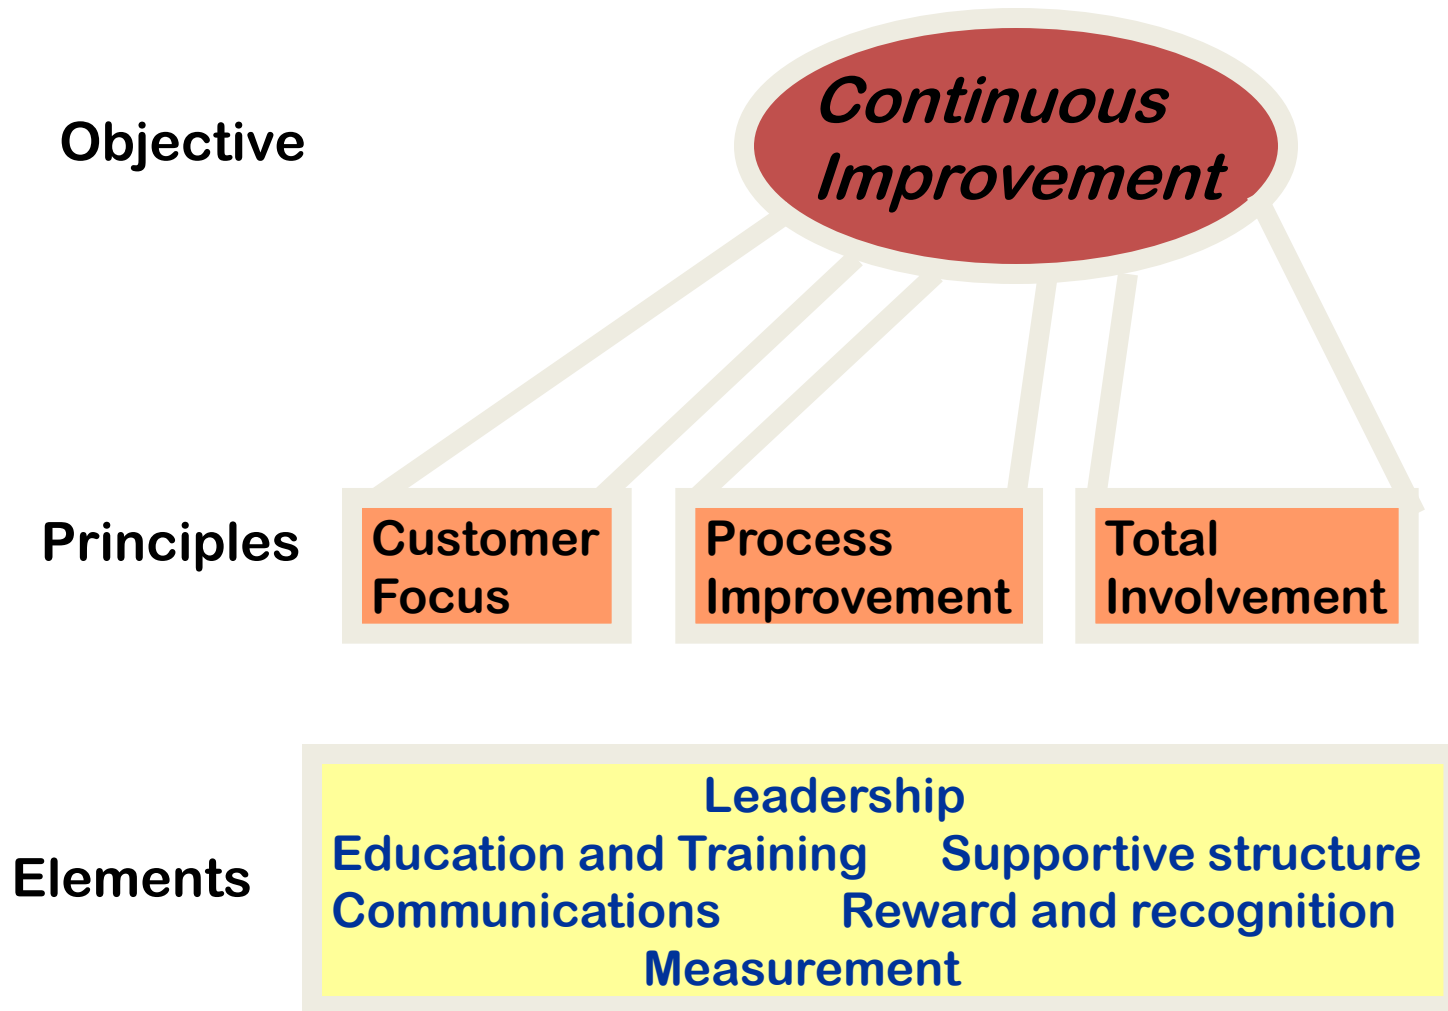 Objective
Continuous
Improvement
Principles
Customer
Focus
Process
Improvement
Total
Involvement
Elements
Leadership
Education and Training Supportive structure
Communications Reward and recognition
Measurement